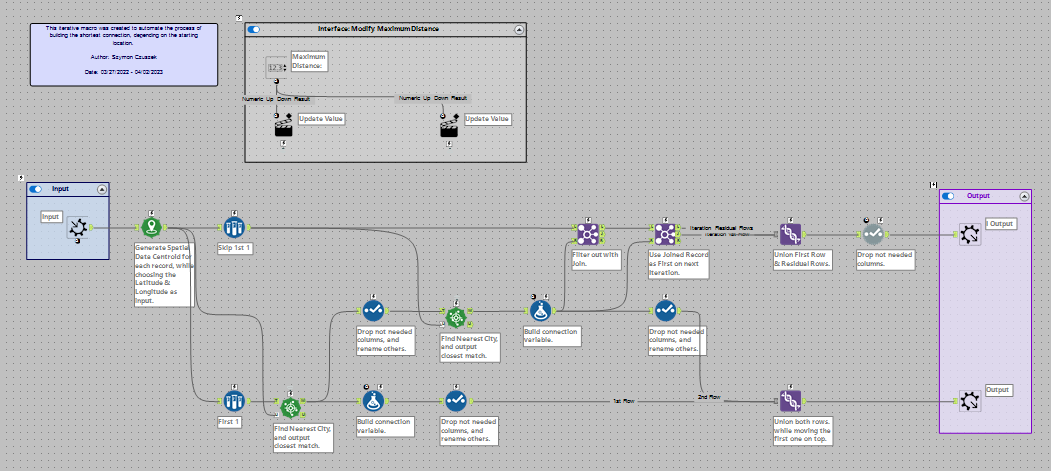 This iterative macro was created to automate the process of
building the shortest connection, depending on the starting
location.
Author: Szymon Czuszek
Date: 03/27/2022 - 04/02/2023
Interface: Modify Maximum Distance
Maximum
Distance:
Numeric Up Down Result
Numeric Up Down Result
Update Value
Update Value
Input
Input
Generate Spatial
Data Centroid for
each record, while
choosing the
Latitude &
Longitude as
Input.
Skip 1st 1
Filter out with
Join.
Use Joined Record
as First on next
Iteration.
Iteration Residual Rows
Iteration 1st Row
Union First Row
& Residual Rows.
Drop not needed
columns.
Output
I Output
Drop not needed
columns, and
rename others.
Find Nearest City,
and output
closest match.
Build connection
variable.
Drop not needed
columns, and
rename others.
First 1
Find Nearest City,
and output
closest match.
Build connection
variable.
Drop not needed
columns, and
rename others.
1st Row
2nd Row
Union both rows,
while moving the
first one on top.
Output